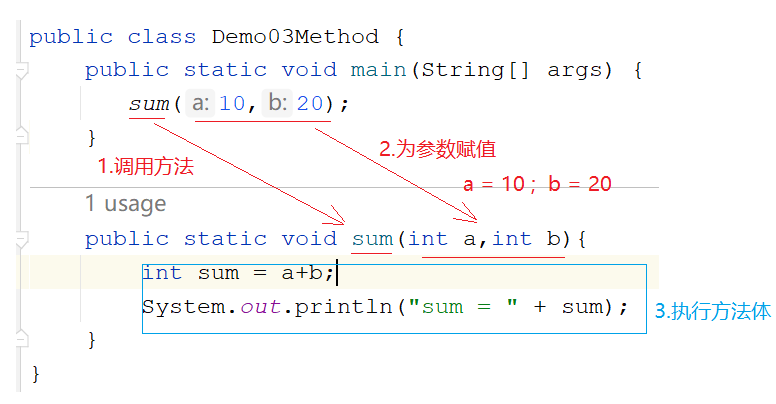 public class Demo03Method {
public static void main(String[] args) {
sum( a: 10, b: 20);
}
1.调用方法
2.为参数赋值
a = 10 ; b = 20
1 usage
public static void sum(int a,int b){
int sum = a+b;
System.out.println("sum = " + sum);
3.执行方法体
}
}